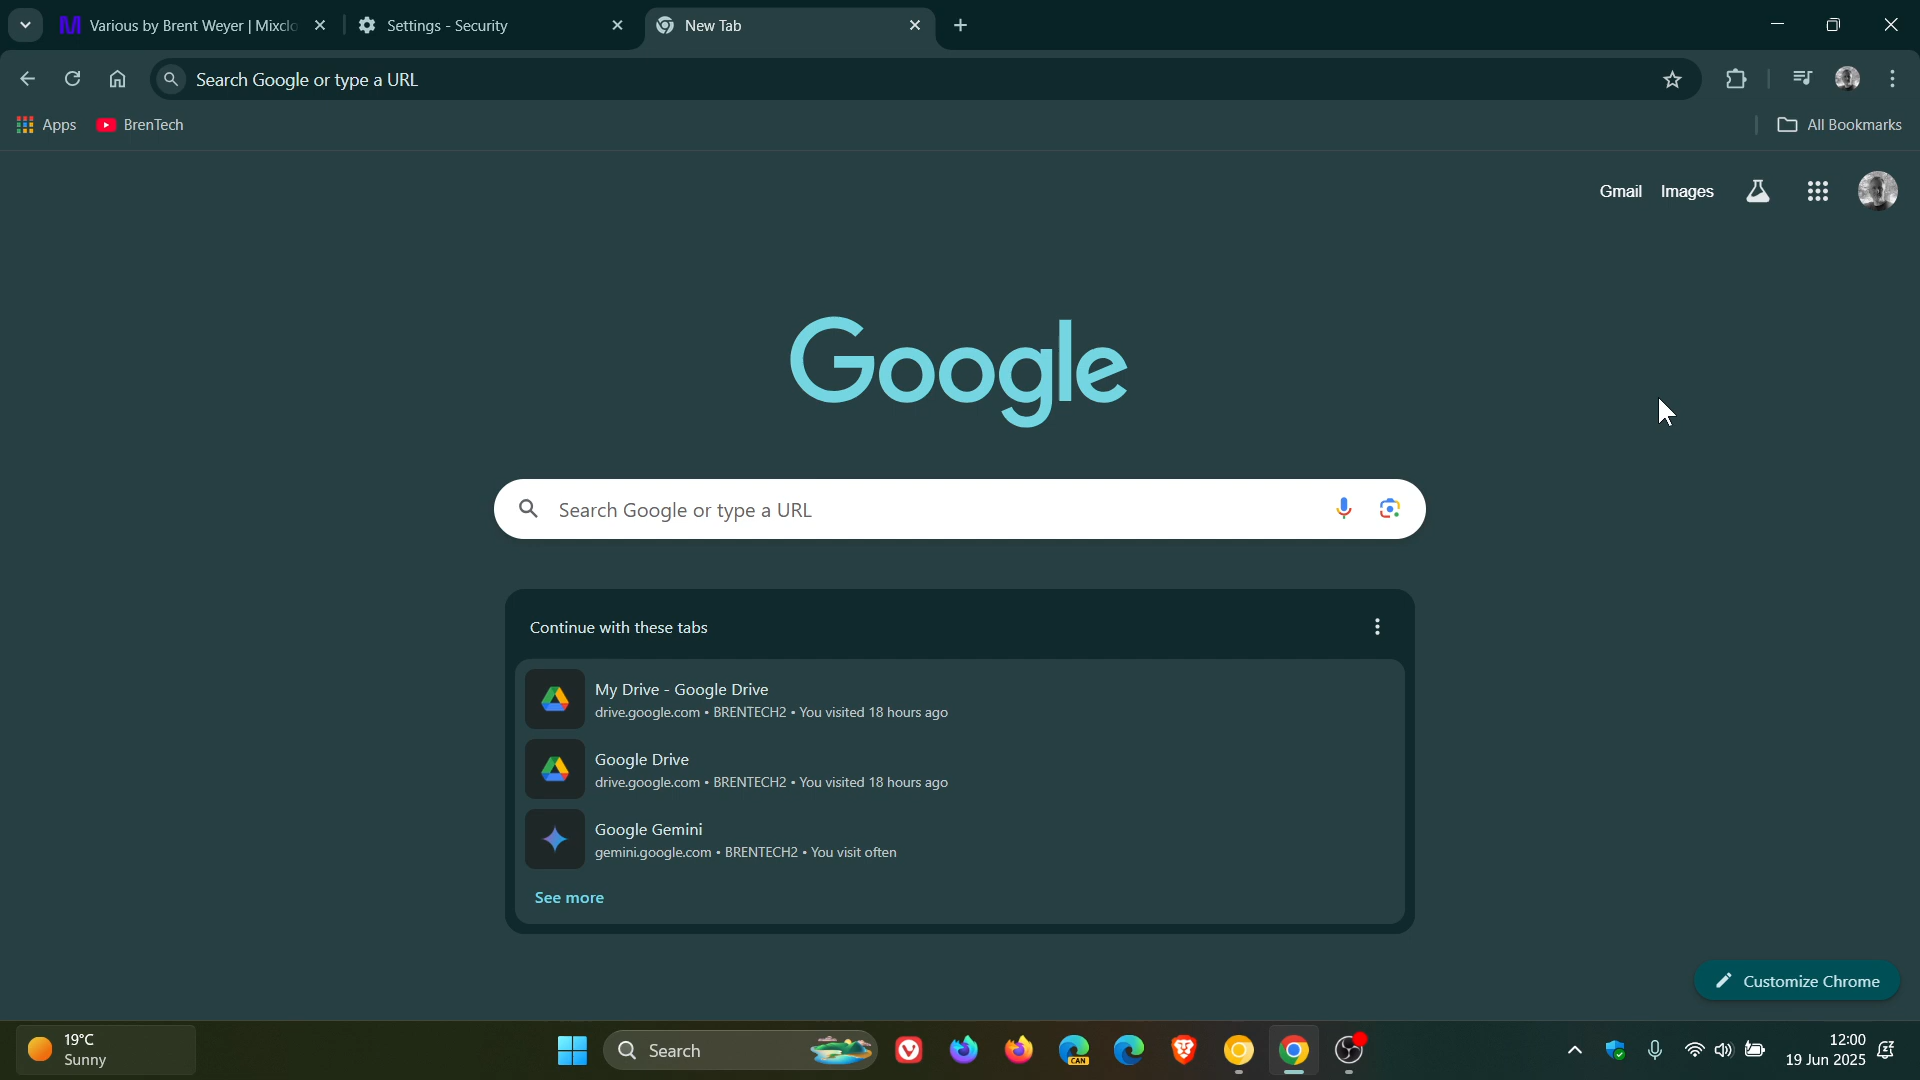 Various by Brent Weyer | Mixclo
Settings - Security
New Tab
Search Google or type a URL
Apps
BrenTech
All Bookmarks
Gmail Images
Google
Search Google or type a URL
Continue with these tabs
My Drive - Google Drive
drive.google.com • BRENTECH2 • You visited 18 hours ago
Google Drive
drive.google.com • BRENTECH2 • You visited 18 hours ago
Google Gemini
gemini.google.com • BRENTECH2 • You visit often
See more
Customize Chrome
19°C
Sunny
Search
CAN
12:00
19 Jun 2025